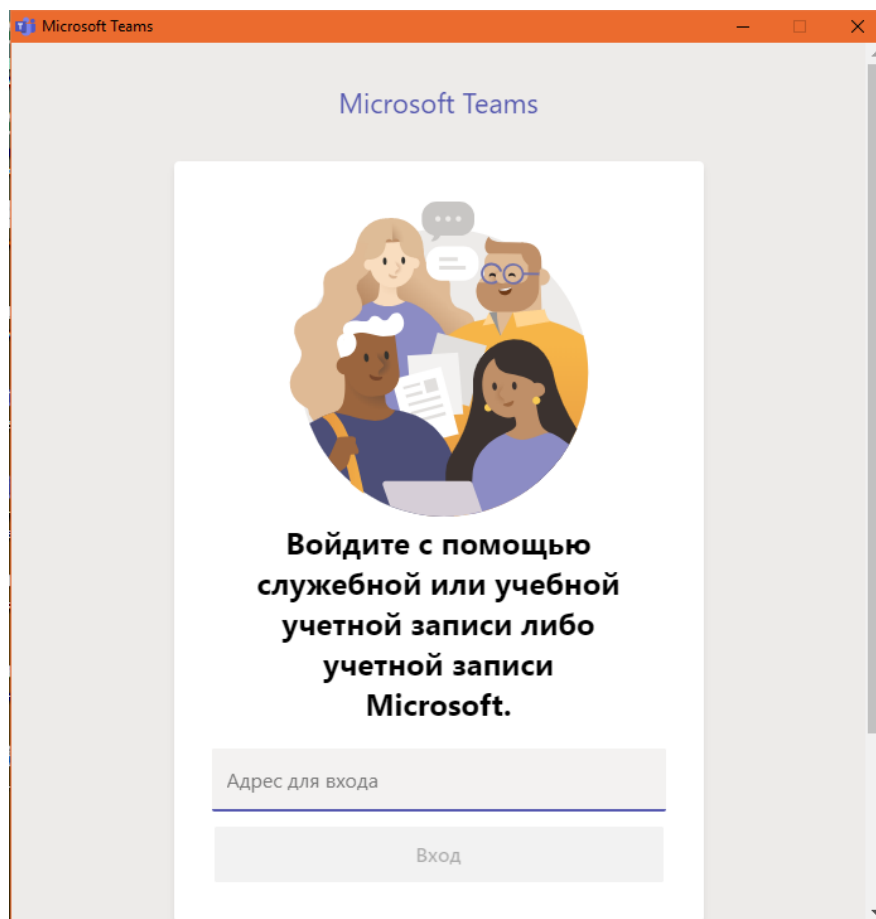 Microsoft Teams
Microsoft Teams
Войдите с помощью
служебной или учебной
учетной записи либо
учетной записи
Microsoft.
Адрес для входа
Вход